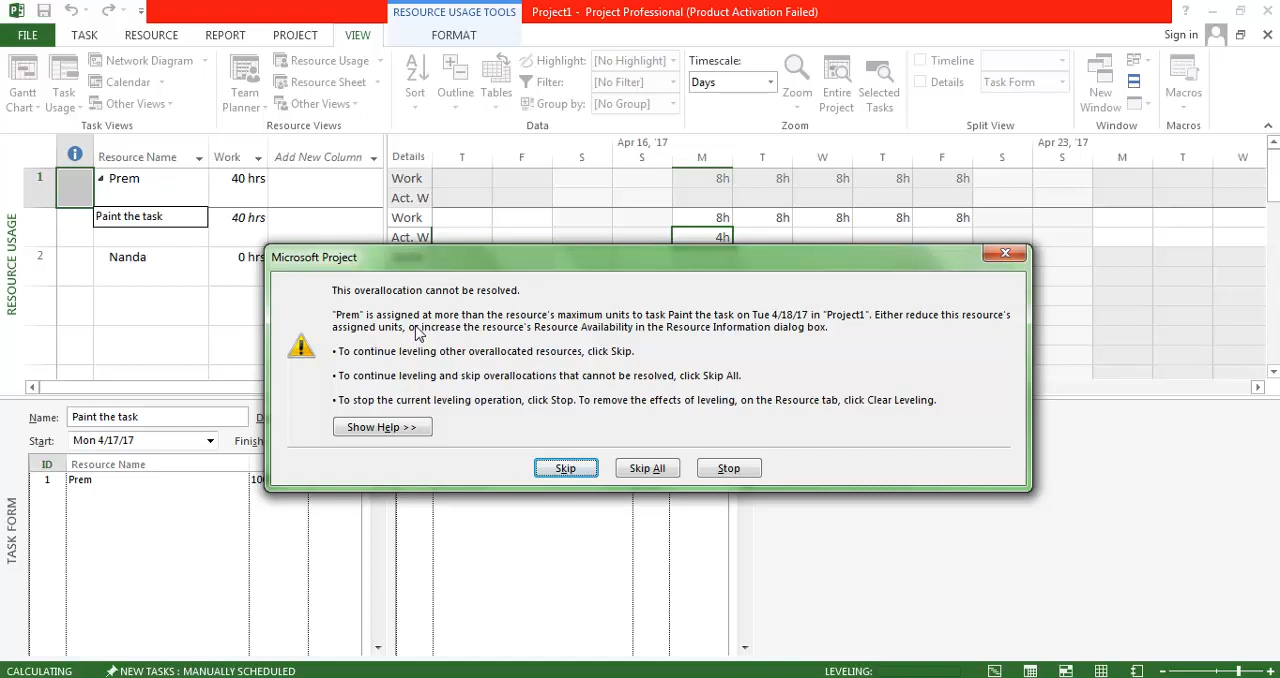 RESOURCE USAGE TOOLS
Project1 - Project Professional (Product Activation Failed)
FILE TASK RESOURCE REPORT PROJECT VIEW FORMAT Sign in
Gantt Chart
Task Usage
Network Diagram
Calendar
Other Views
Task Views
Team Planner
Resource Usage
Resource Sheet
Other Views
Resource Views
Sort
Outline
Tables
Highlight: [No Highlight]
Filter: [No Filter]
Group by: [No Group]
Data
Timescale:
Days
Zoom
Entire Project
Selected Tasks
Zoom
Timeline
Details Task Form
Split View
New Window
Window
Macros
Macros
Apr 16, '17 Apr 23, '17
Resource Name Work Add New Column Details T F S S M T W T F S S M T W
1 Prem 40 hrs Work 8h 8h 8h 8h 8h
Act. W
Paint the task 40 hrs Work 8h 8h 8h 8h 8h
Act. W 4h
2 Nanda 0 hrs
RESOURCE USAGE
Microsoft Project
This overallocation cannot be resolved.
"Prem" is assigned at more than the resource's maximum units to task Paint the task on Tue 4/18/17 in "Project1". Either reduce this resource's
assigned units, or increase the resource's Resource Availability in the Resource Information dialog box.
• To continue leveling other overallocated resources, click Skip.
• To continue leveling and skip overallocations that cannot be resolved, click Skip All.
• To stop the current leveling operation, click Stop. To remove the effects of leveling, on the Resource tab, click Clear Leveling.
Show Help >>
Skip Skip All Stop
Name: Paint the task
Start: Mon 4/17/17
ID Resource Name
1 Prem
TASK FORM
CALCULATING NEW TASKS : MANUALLY SCHEDULED LEVELING: